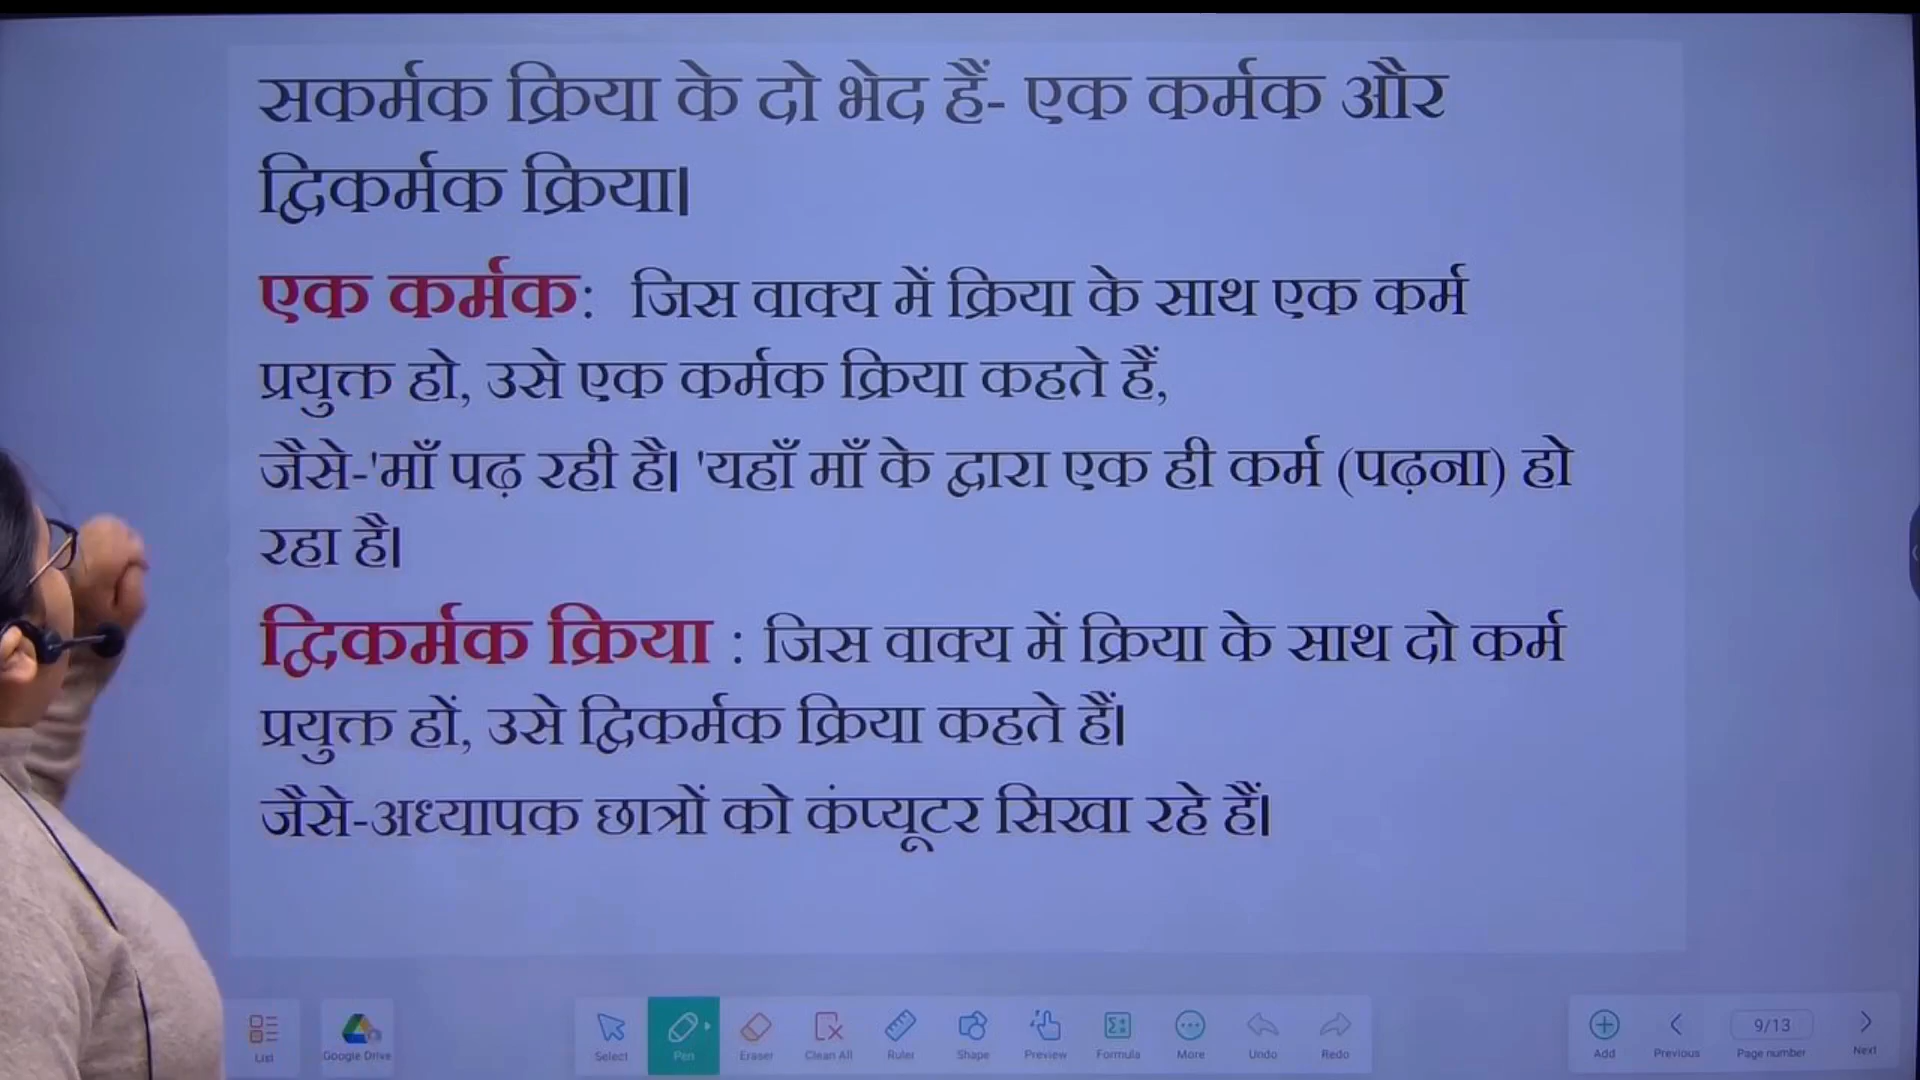 सकर्मक क्रिया के दो भेद हैं- एक कर्मक और
द्विकर्मक क्रिया।
एक कर्मक: जिस वाक्य में क्रिया के साथ एक कर्म
प्रयुक्त हो, उसे एक कर्मक क्रिया कहते हैं,
जैसे-'माँ पढ़ रही है। 'यहाँ माँ के द्वारा एक ही कर्म (पढ़ना) हो
रहा है।
द्विकर्मक क्रिया : जिस वाक्य में क्रिया के साथ दो कर्म
प्रयुक्त हों, उसे द्विकर्मक क्रिया कहते हैं।
जैसे-अध्यापक छात्रों को कंप्यूटर सिखा रहे हैं।
List Google Drive Select Pen Eraser Clean All Ruler Shape Preview Formula More Undo Redo Add Previous 9/13 Page number Next